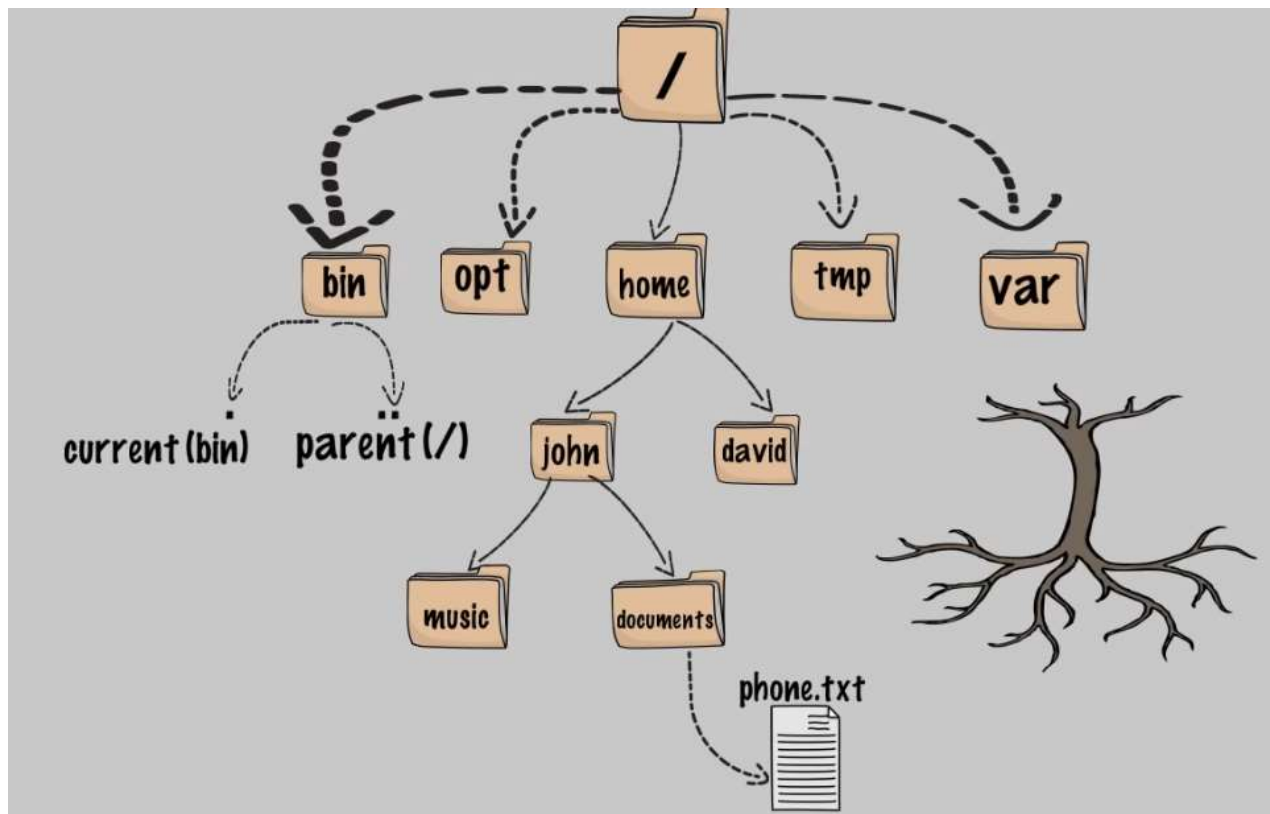 /
bin
opt
home
tmp
var
.
..
current(bin)
parent(/)
john
david
music
documents
phone.txt